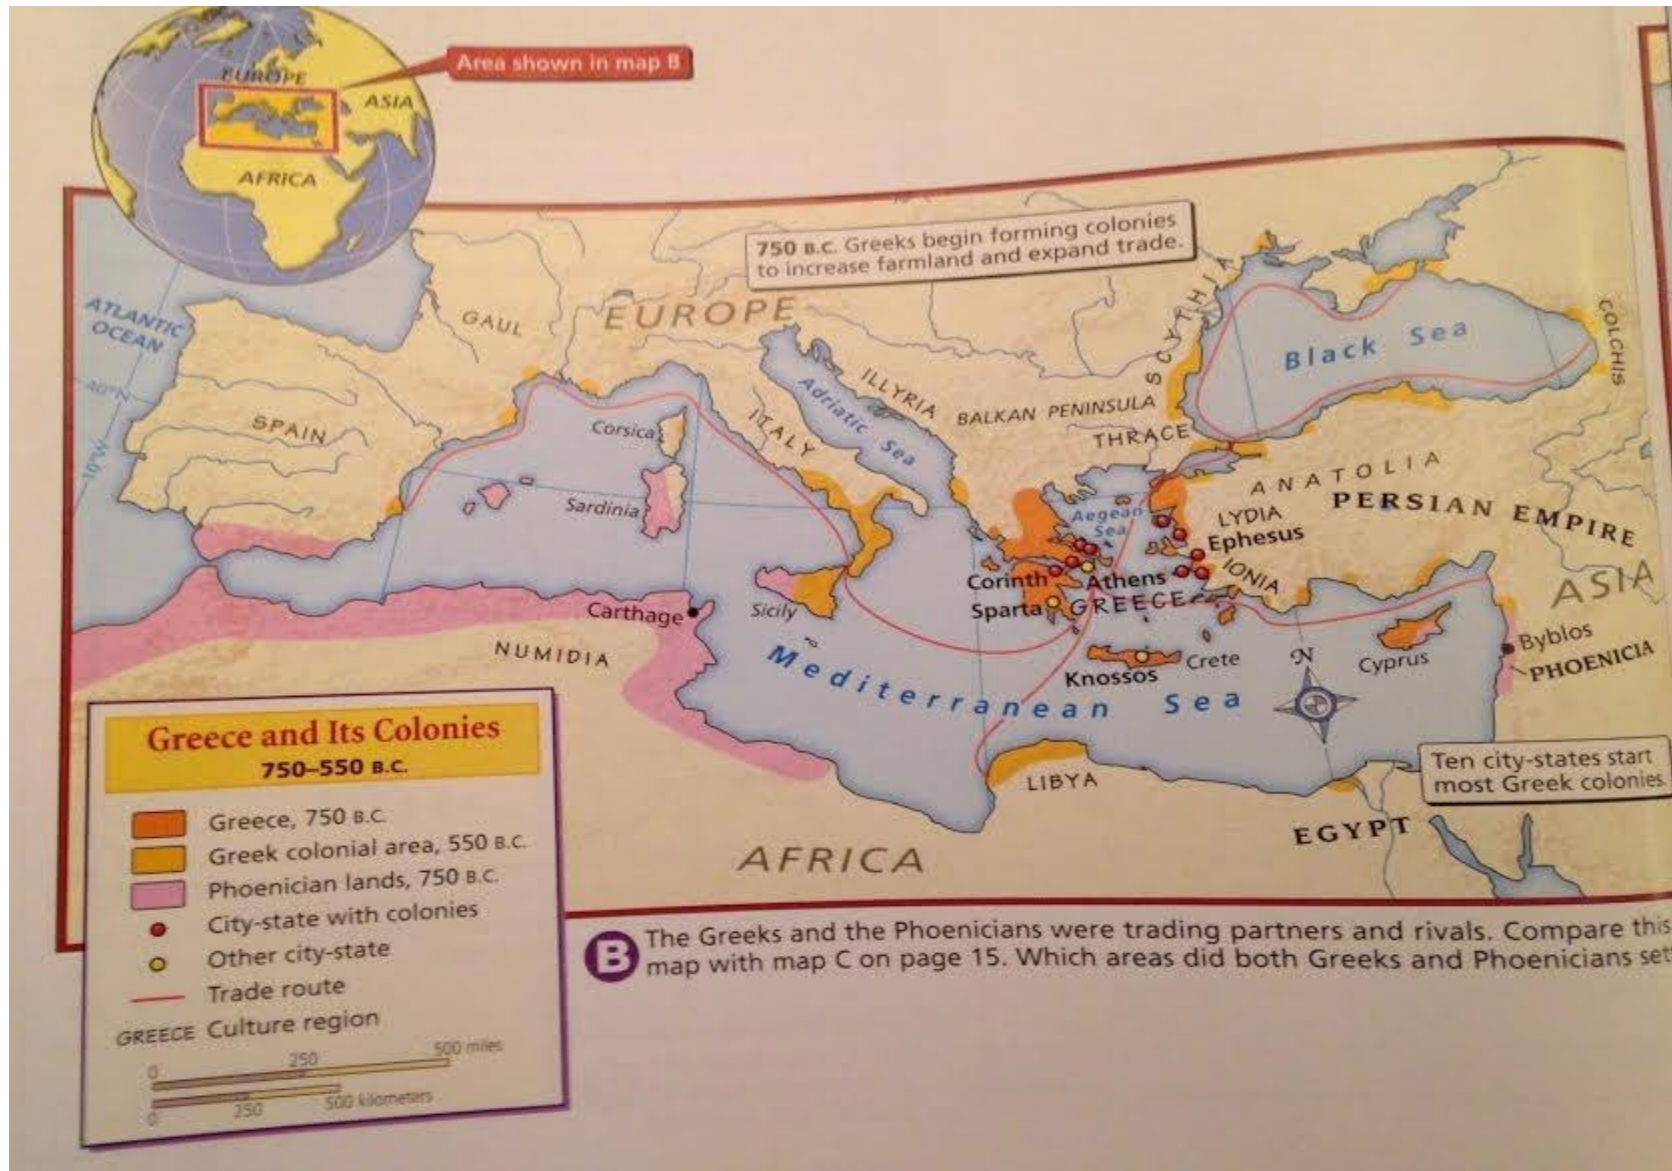 EUROPE
Area shown in map B
ASIA
AFRICA
750 B.C. Greeks begin forming colonies
to increase farmland and expand trade.
ATLANTIC
OCEAN
GAUL
EUROPE
SCYTHIA
Black Sea
COLCHIS
40°N
10°W
SPAIN
Corsica
ITALY
Adriatic Sea
ILLYRIA
BALKAN PENINSULA
THRACE
Sardinia
Aegean
Sea
ANATOLIA
PERSIAN EMPIRE
LYDIA
Ephesus
IONIA
ASIA
Corinth
Athens
Sparta
GREECE
Carthage
Sicily
NUMIDIA
Mediterranean Sea
Knossos
Crete
N
Cyprus
Byblos
PHOENICIA
LIBYA
Ten city-states start
most Greek colonies.
EGYPT
AFRICA
Greece and Its Colonies
750–550 B.C.
Greece, 750 B.C.
Greek colonial area, 550 B.C.
Phoenician lands, 750 B.C.
City-state with colonies
Other city-state
Trade route
GREECE Culture region
0 250 500 miles
0 250 500 kilometers
B
The Greeks and the Phoenicians were trading partners and rivals. Compare this
map with map C on page 15. Which areas did both Greeks and Phoenicians set